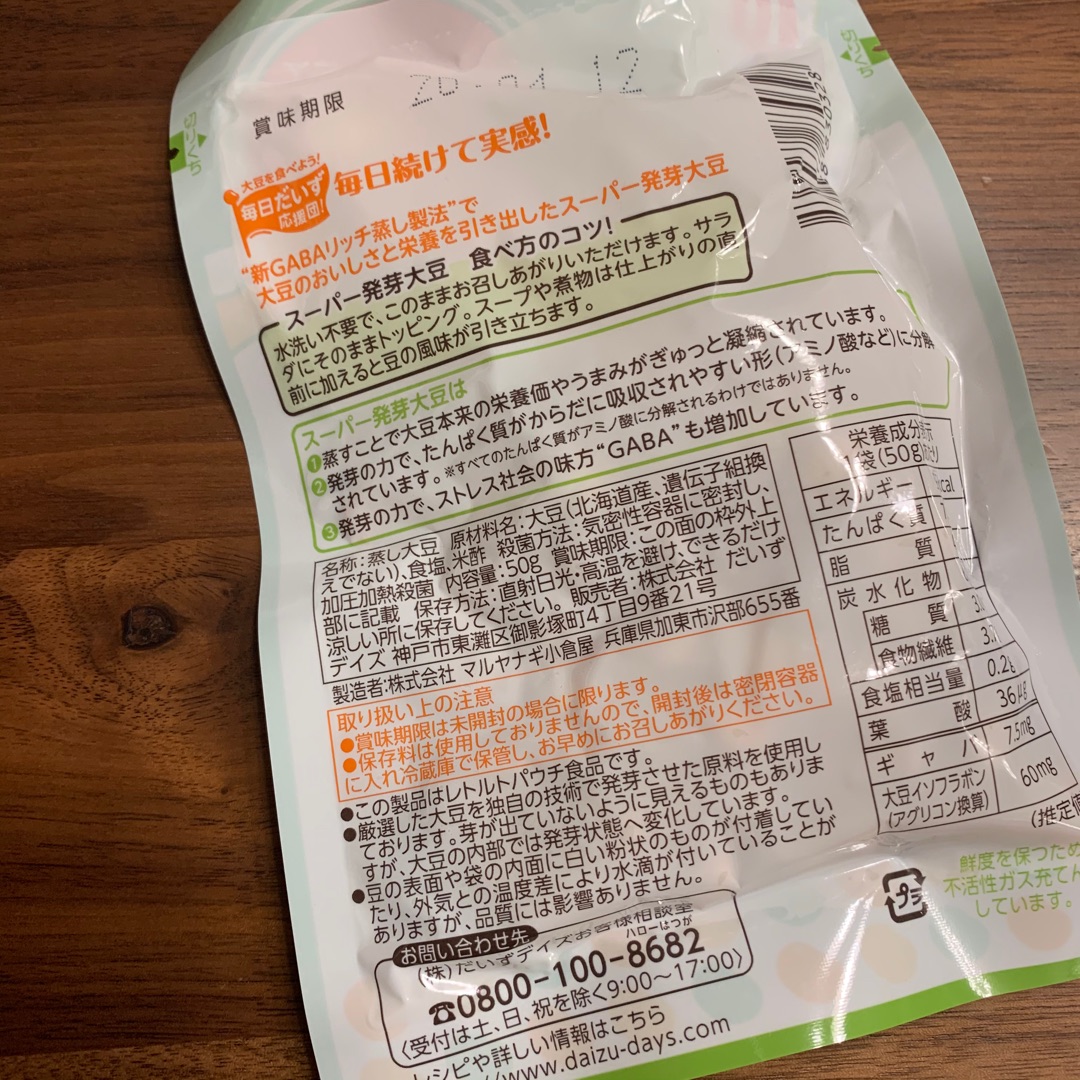 賞味期限
20.04.12
切りくち
切りくち
大豆を食べよう!
毎日だいず
応援団!
毎日続けて実感!
"新GABAリッチ蒸し製法"で
大豆のおいしさと栄養を引き出したスーパー発芽大豆
スーパー発芽大豆 食べ方のコツ!
水洗い不要で、このままお召しあがりいただけます。サラ
ダにそのままトッピング。スープや煮物は仕上がりの直
前に加えると豆の風味が引き立ちます。
スーパー発芽大豆は
❶蒸すことで大豆本来の栄養価やうまみがぎゅっと凝縮されています。
❷発芽の力で、たんぱく質がからだに吸収されやすい形(アミノ酸など)に分解
されています。※すべてのたんぱく質がアミノ酸に分解されるわけではありません。
❸発芽の力で、ストレス社会の味方"GABA"も増加しています。
名称:蒸し大豆 原材料名:大豆(北海道産、遺伝子組換
えでない)、食塩、米酢 殺菌方法:気密性容器に密封し、
加圧加熱殺菌 内容量:50g 賞味期限:この面の枠外上
部に記載 保存方法:直射日光・高温を避け、できるだけ
涼しい所に保存してください。 販売者:株式会社 だいず
デイズ 神戸市東灘区御影塚町4丁目9番21号
製造者:株式会社 マルヤナギ小倉屋 兵庫県加東市沢部655番
取り扱い上の注意
●賞味期限は未開封の場合に限ります。
●保存料は使用しておりませんので、開封後は密閉容器
に入れ冷蔵庫で保管し、お早めにお召しあがりください。
●この製品はレトルトパウチ食品です。
●厳選した大豆を独自の技術で発芽させた原料を使用し
ております。芽が出ていないように見えるものもありま
すが、大豆の内部では発芽状態へ変化しています。
●豆の表面や袋の内面に白い粉状のものが付着してい
たり、外気との温度差により水滴が付いていることが
ありますが、品質には影響ありません。
お問い合わせ先
(株)だいずデイズお客様相談室
ハローはつが
☎0800-100-8682
〈受付は土、日、祝を除く9:00〜17:00〉
レシピや詳しい情報はこちら
www.daizu-days.com
栄養成分表示
1袋(50g)
エネルギー
たんぱく質
脂質
炭水化物
糖質
食物繊維
食塩相当量 0.2g
葉酸 36μg
ギャバ 7.5mg
大豆イソフラボン 60mg
(アグリコン換算)
(推定
プラ
鮮度を保つため
不活性ガス充てん
しています。